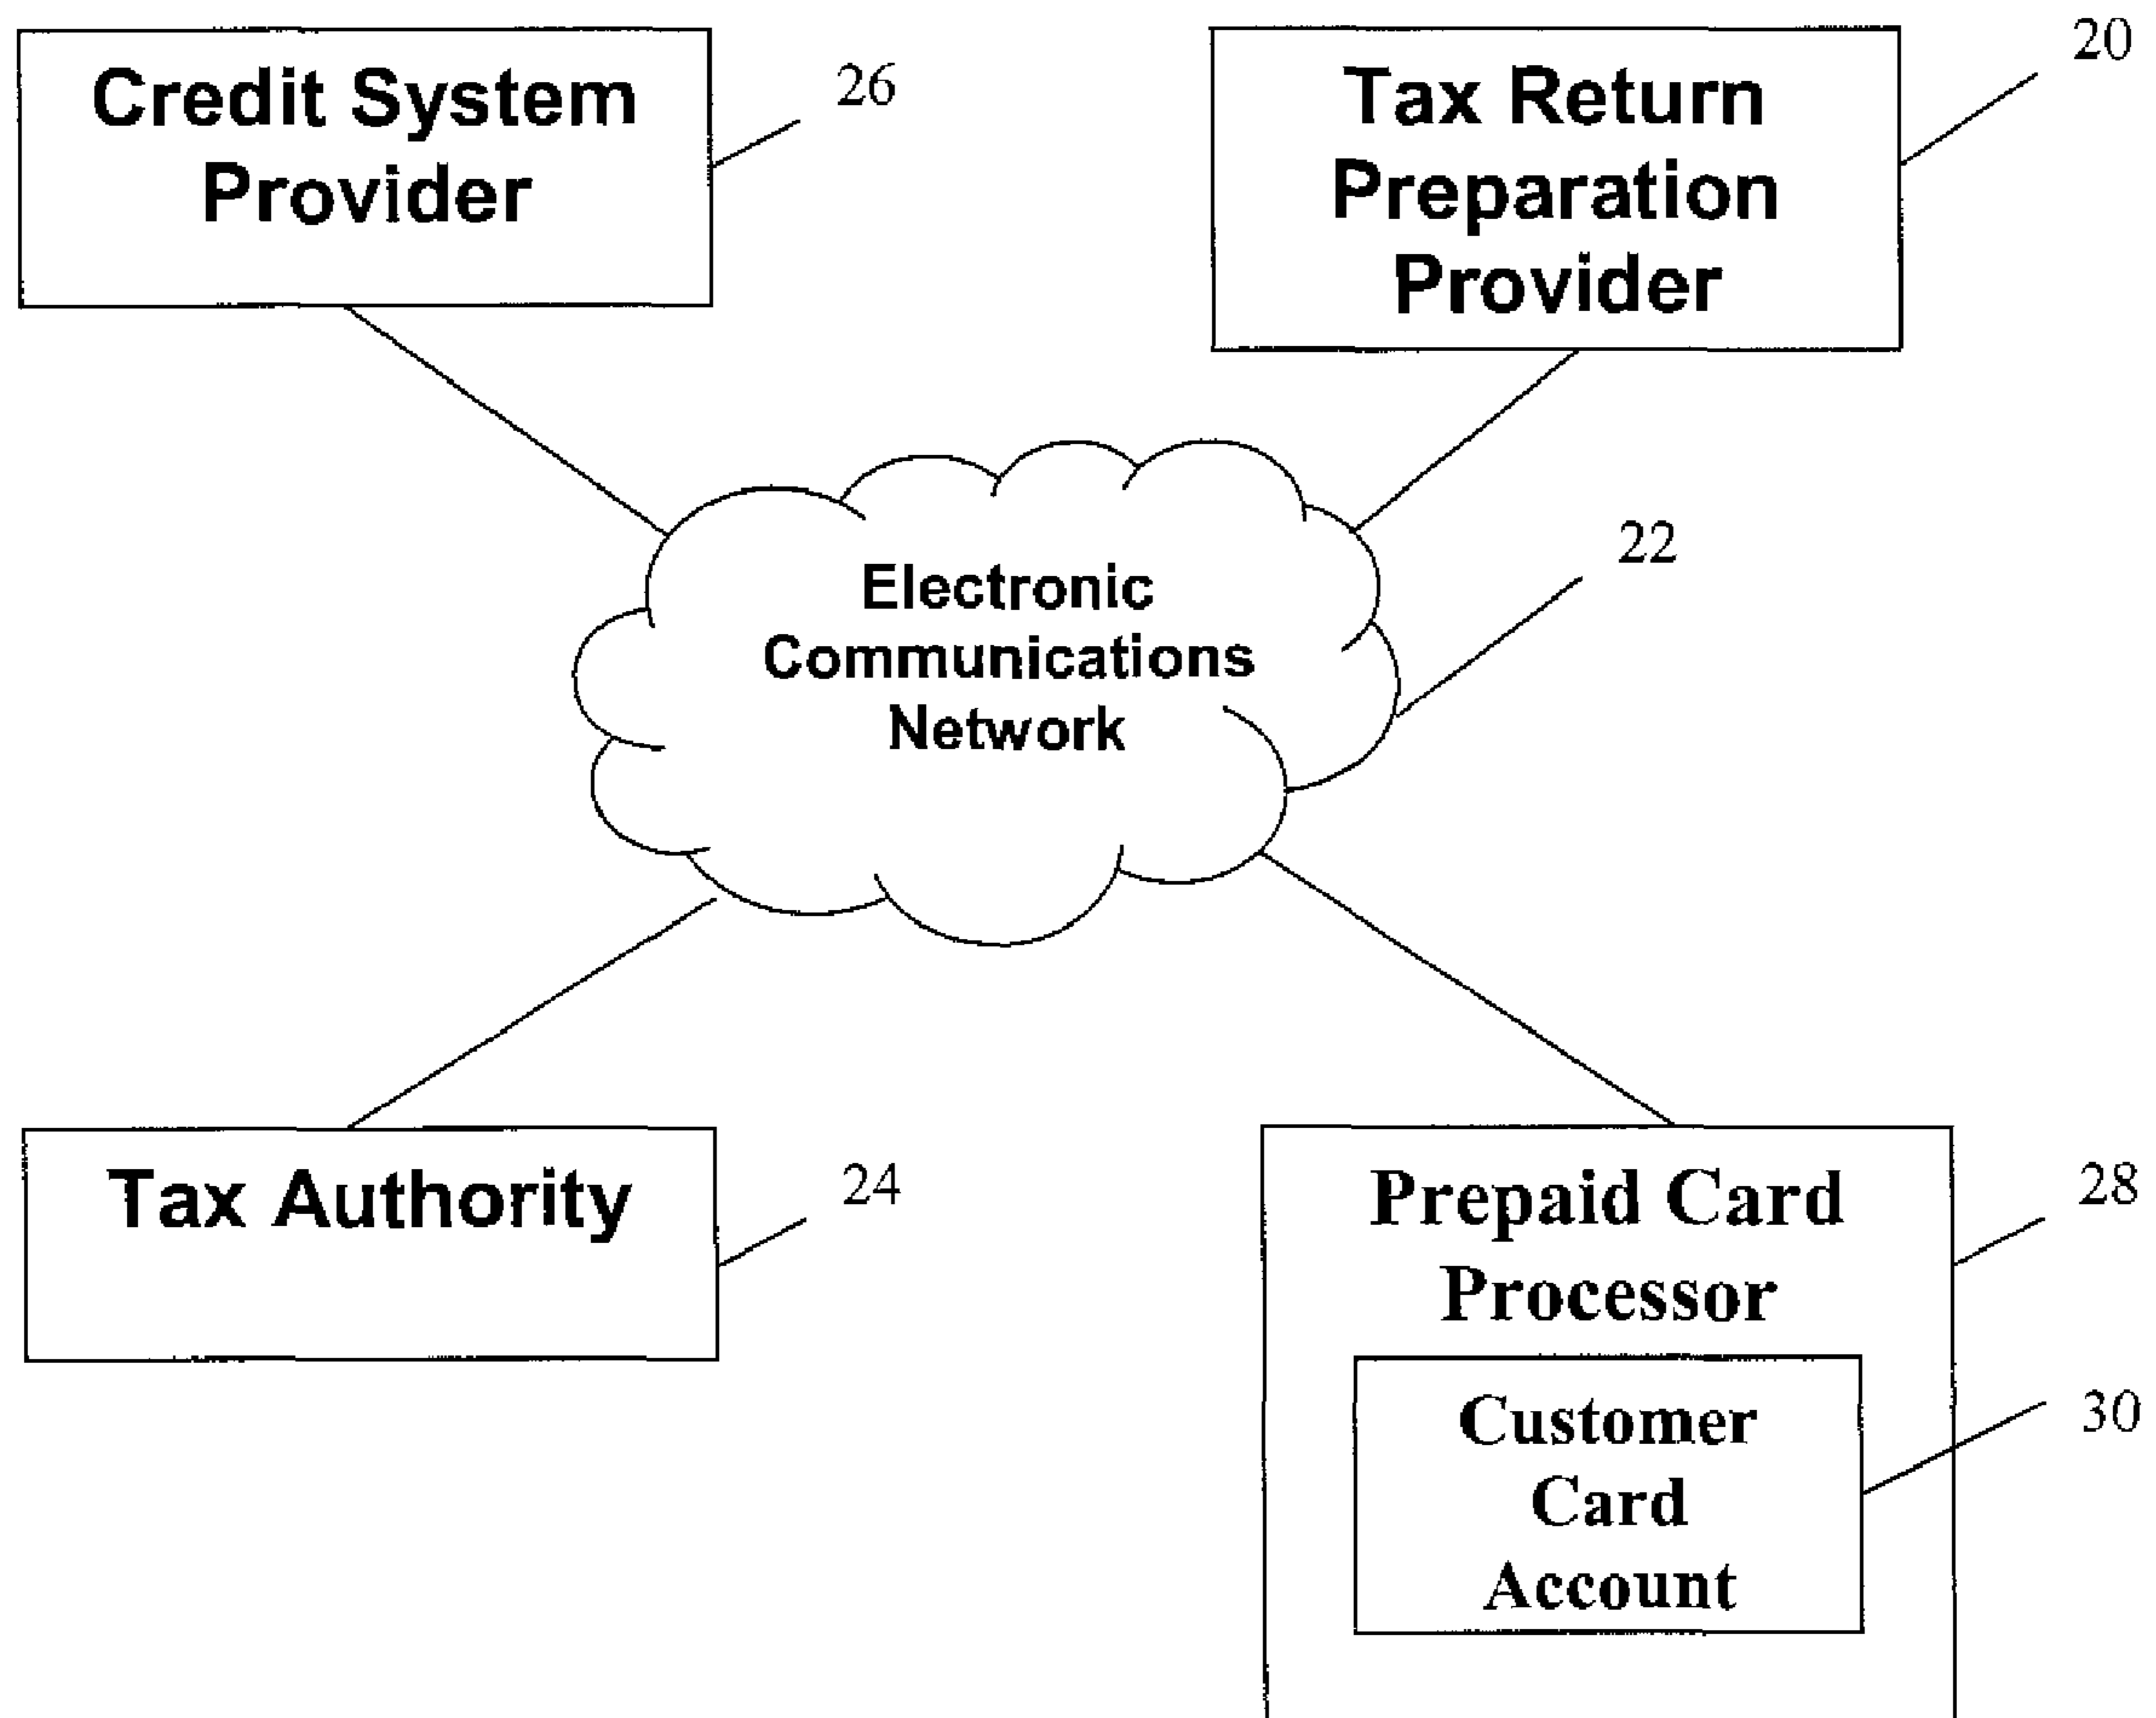 Credit System
Provider
26
Tax Return
Preparation
Provider
20
Electronic
Communications
Network
22
Tax Authority
24
Prepaid Card
Processor
28
Customer
Card
Account
30